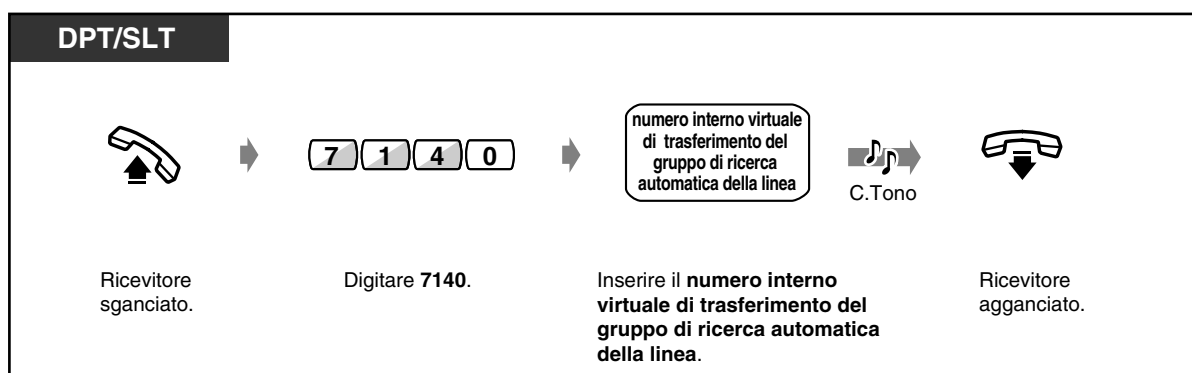 DPT/SLT
7 1 4 0
numero interno virtuale
di trasferimento del
gruppo di ricerca
automatica della linea
C.Tono
Ricevitore
sganciato.
Digitare 7140.
Inserire il numero interno
virtuale di trasferimento del
gruppo di ricerca automatica
della linea.
Ricevitore
agganciato.